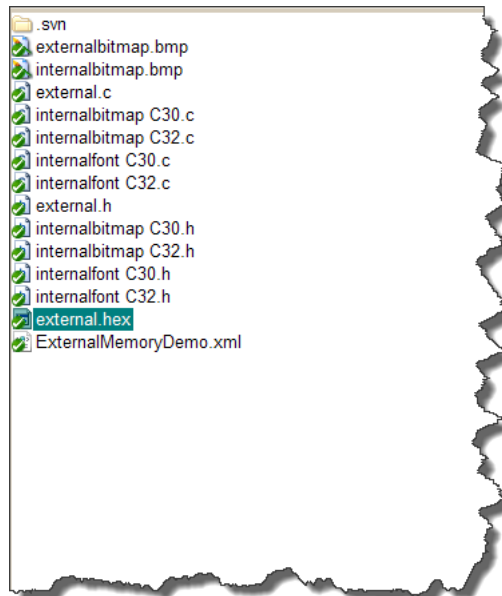 .svn
externalbitmap.bmp
internalbitmap.bmp
external.c
internalbitmap C30.c
internalbitmap C32.c
internalfont C30.c
internalfont C32.c
external.h
internalbitmap C30.h
internalbitmap C32.h
internalfont C30.h
internalfont C32.h
external.hex
ExternalMemoryDemo.xml